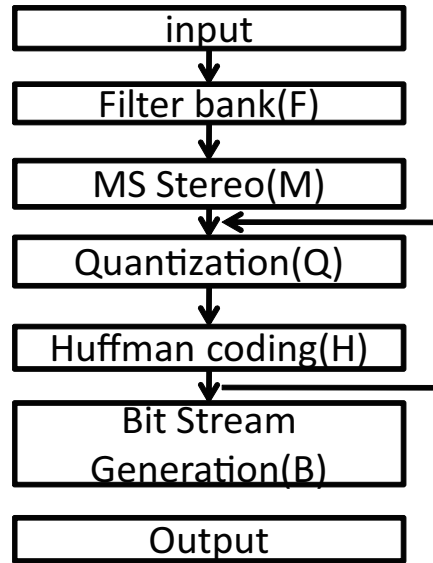 input
Filter bank(F)
MS Stereo(M)
Quantization(Q)
Huffman coding(H)
Bit Stream
Generation(B)
Output